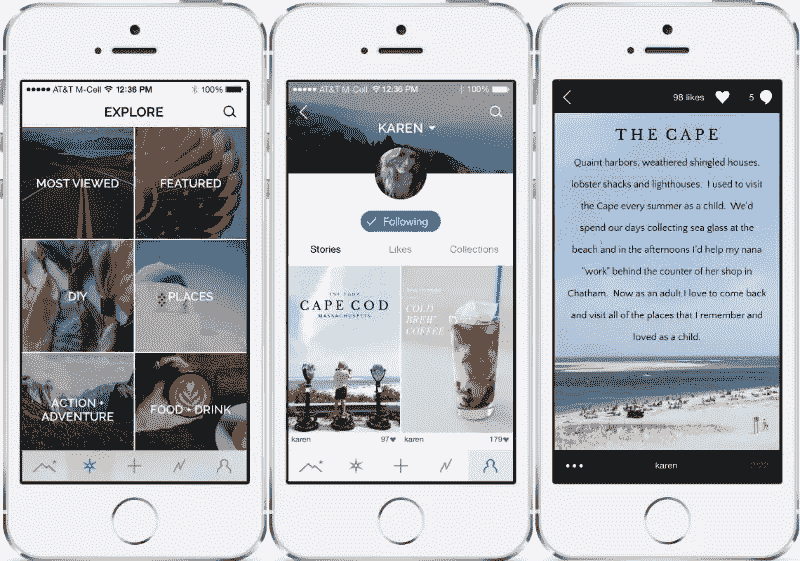 AT&T M-Cell 12:36 PM 100%
EXPLORE
MOST VIEWED
FEATURED
DIY
PLACES
ACTION •
ADVENTURE
FOOD • DRINK
AT&T M-Cell 12:36 PM 100%
KAREN
Following
Stories Likes Collections
CAPE COD
MASSACHUSETTS
COLD
BREW
COFFEE
karen 97
karen 179
98 likes 5
THE CAPE
Quaint harbors, weathered shingled houses,
lobster shacks and lighthouses. I used to visit
the Cape every summer as a child. We'd
spend our days collecting sea glass at the
beach and in the afternoons I'd help my nana
"work" behind the counter of her shop in
Chatham. Now as an adult I love to come back
and visit all of the places that I remember and
loved as a child.
karen